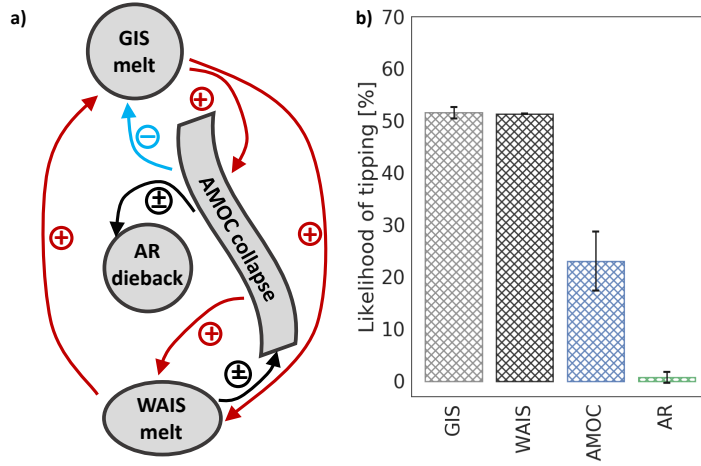 a)
GIS
melt
+
−
+
±
AMOC collapse
AR
dieback
+
+
±
WAIS
melt
b)
Likelihood of tipping [%]
70
60
50
40
30
20
10
0
GIS
WAIS
AMOC
AR